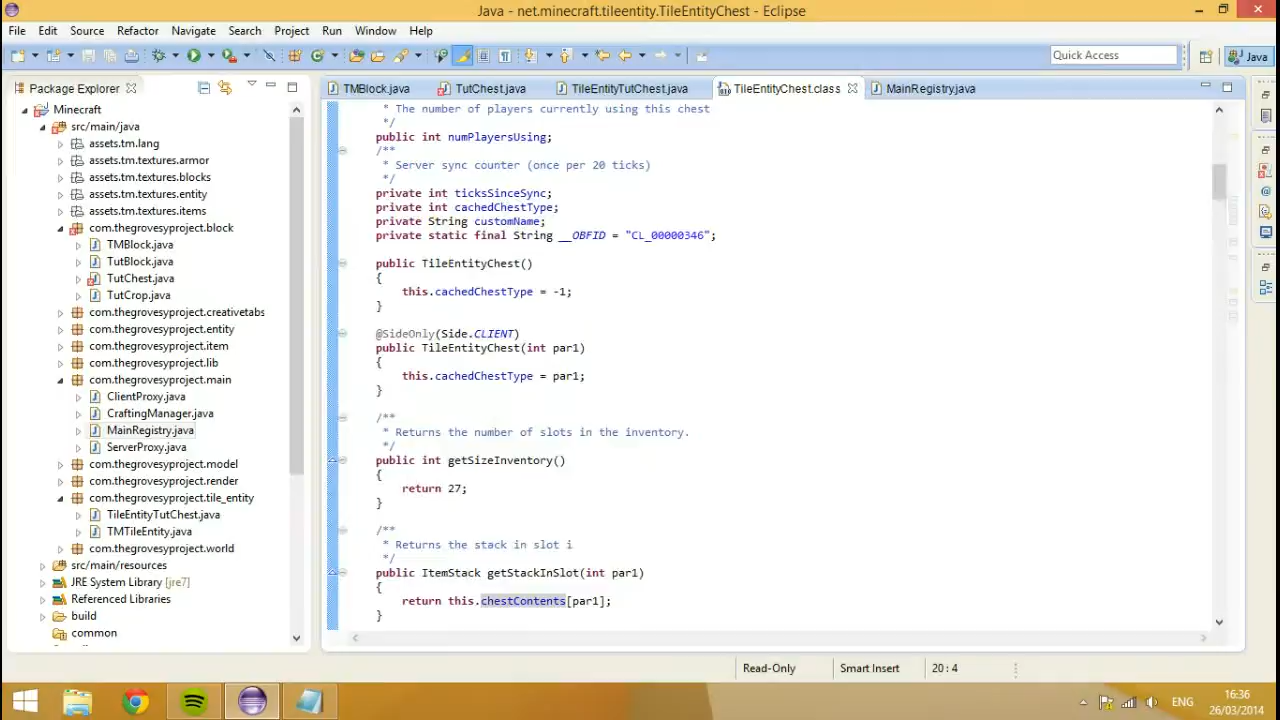 Java - net.minecraft.tileentity.TileEntityChest - Eclipse
File Edit Source Refactor Navigate Search Project Run Window Help
Quick Access
Java
Package Explorer
TMBlock.java
TutChest.java
TileEntityTutChest.java
TileEntityChest.class
MainRegistry.java
Minecraft
src/main/java
assets.tm.lang
assets.tm.textures.armor
assets.tm.textures.blocks
assets.tm.textures.entity
assets.tm.textures.items
com.thegrovesyproject.block
TMBlock.java
TutBlock.java
TutChest.java
TutCrop.java
com.thegrovesyproject.creativetabs
com.thegrovesyproject.entity
com.thegrovesyproject.item
com.thegrovesyproject.lib
com.thegrovesyproject.main
ClientProxy.java
CraftingManager.java
MainRegistry.java
ServerProxy.java
com.thegrovesyproject.model
com.thegrovesyproject.render
com.thegrovesyproject.tile_entity
TileEntityTutChest.java
TMTileEntity.java
com.thegrovesyproject.world
src/main/resources
JRE System Library [jre7]
Referenced Libraries
build
common
* The number of players currently using this chest
*/
public int numPlayersUsing;
/**
* Server sync counter (once per 20 ticks)
*/
private int ticksSinceSync;
private int cachedChestType;
private String customName;
private static final String __OBFID = "CL_00000346";
public TileEntityChest()
{
this.cachedChestType = -1;
}
@SideOnly(Side.CLIENT)
public TileEntityChest(int par1)
{
this.cachedChestType = par1;
}
/**
* Returns the number of slots in the inventory.
*/
public int getSizeInventory()
{
return 27;
}
/**
* Returns the stack in slot i
*/
public ItemStack getStackInSlot(int par1)
{
return this.chestContents[par1];
}
Read-Only
Smart Insert
20 : 4
ENG
16:36
26/03/2014